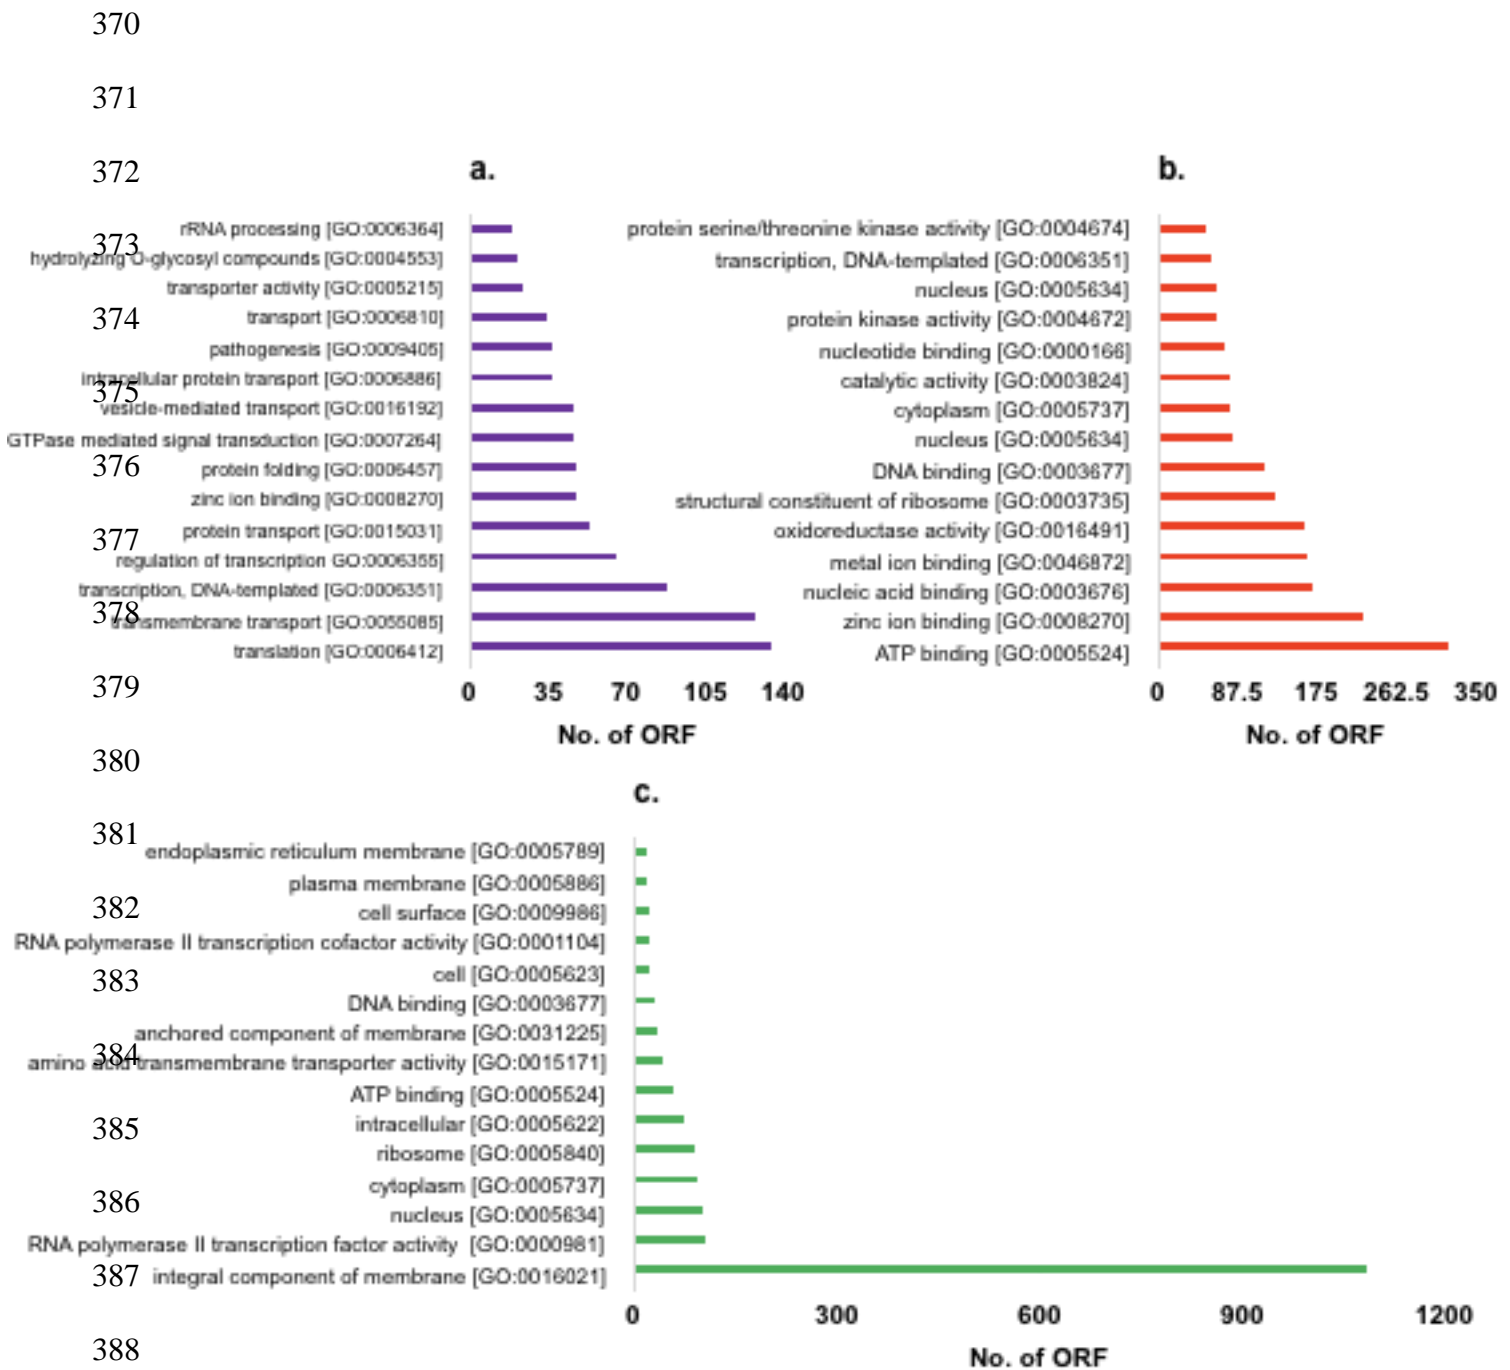 370
371
372
a.
rRNA processing [GO:0006364]
373
hydrolyzing O-glycosyl compounds [GO:0004553]
transporter activity [GO:0005215]
374
transport [GO:0006810]
pathogenesis [GO:0009405]
intracellular protein transport [GO:0006886]
375
vesicle-mediated transport [GO:0016192]
GTPase mediated signal transduction [GO:0007264]
376
protein folding [GO:0006457]
zinc ion binding [GO:0008270]
protein transport [GO:0015031]
377
regulation of transcription GO:0006355]
transcription, DNA-templated [GO:0006351]
378
transmembrane transport [GO:0055085]
translation [GO:0006412]
379
0 35 70 105 140
No. of ORF
b.
protein serine/threonine kinase activity [GO:0004674]
transcription, DNA-templated [GO:0006351]
nucleus [GO:0005634]
protein kinase activity [GO:0004672]
nucleotide binding [GO:0000166]
catalytic activity [GO:0003824]
cytoplasm [GO:0005737]
nucleus [GO:0005634]
DNA binding [GO:0003677]
structural constituent of ribosome [GO:0003735]
oxidoreductase activity [GO:0016491]
metal ion binding [GO:0046872]
nucleic acid binding [GO:0003676]
zinc ion binding [GO:0008270]
ATP binding [GO:0005524]
0 87.5 175 262.5 350
No. of ORF
380
c.
381
endoplasmic reticulum membrane [GO:0005789]
plasma membrane [GO:0005886]
382
cell surface [GO:0009986]
RNA polymerase II transcription cofactor activity [GO:0001104]
cell [GO:0005623]
383
DNA binding [GO:0003677]
anchored component of membrane [GO:0031225]
384
amino acid transmembrane transporter activity [GO:0015171]
ATP binding [GO:0005524]
intracellular [GO:0005622]
385
ribosome [GO:0005840]
cytoplasm [GO:0005737]
386
nucleus [GO:0005634]
RNA polymerase II transcription factor activity [GO:0000981]
387
integral component of membrane [GO:0016021]
0 300 600 900 1200
388
No. of ORF